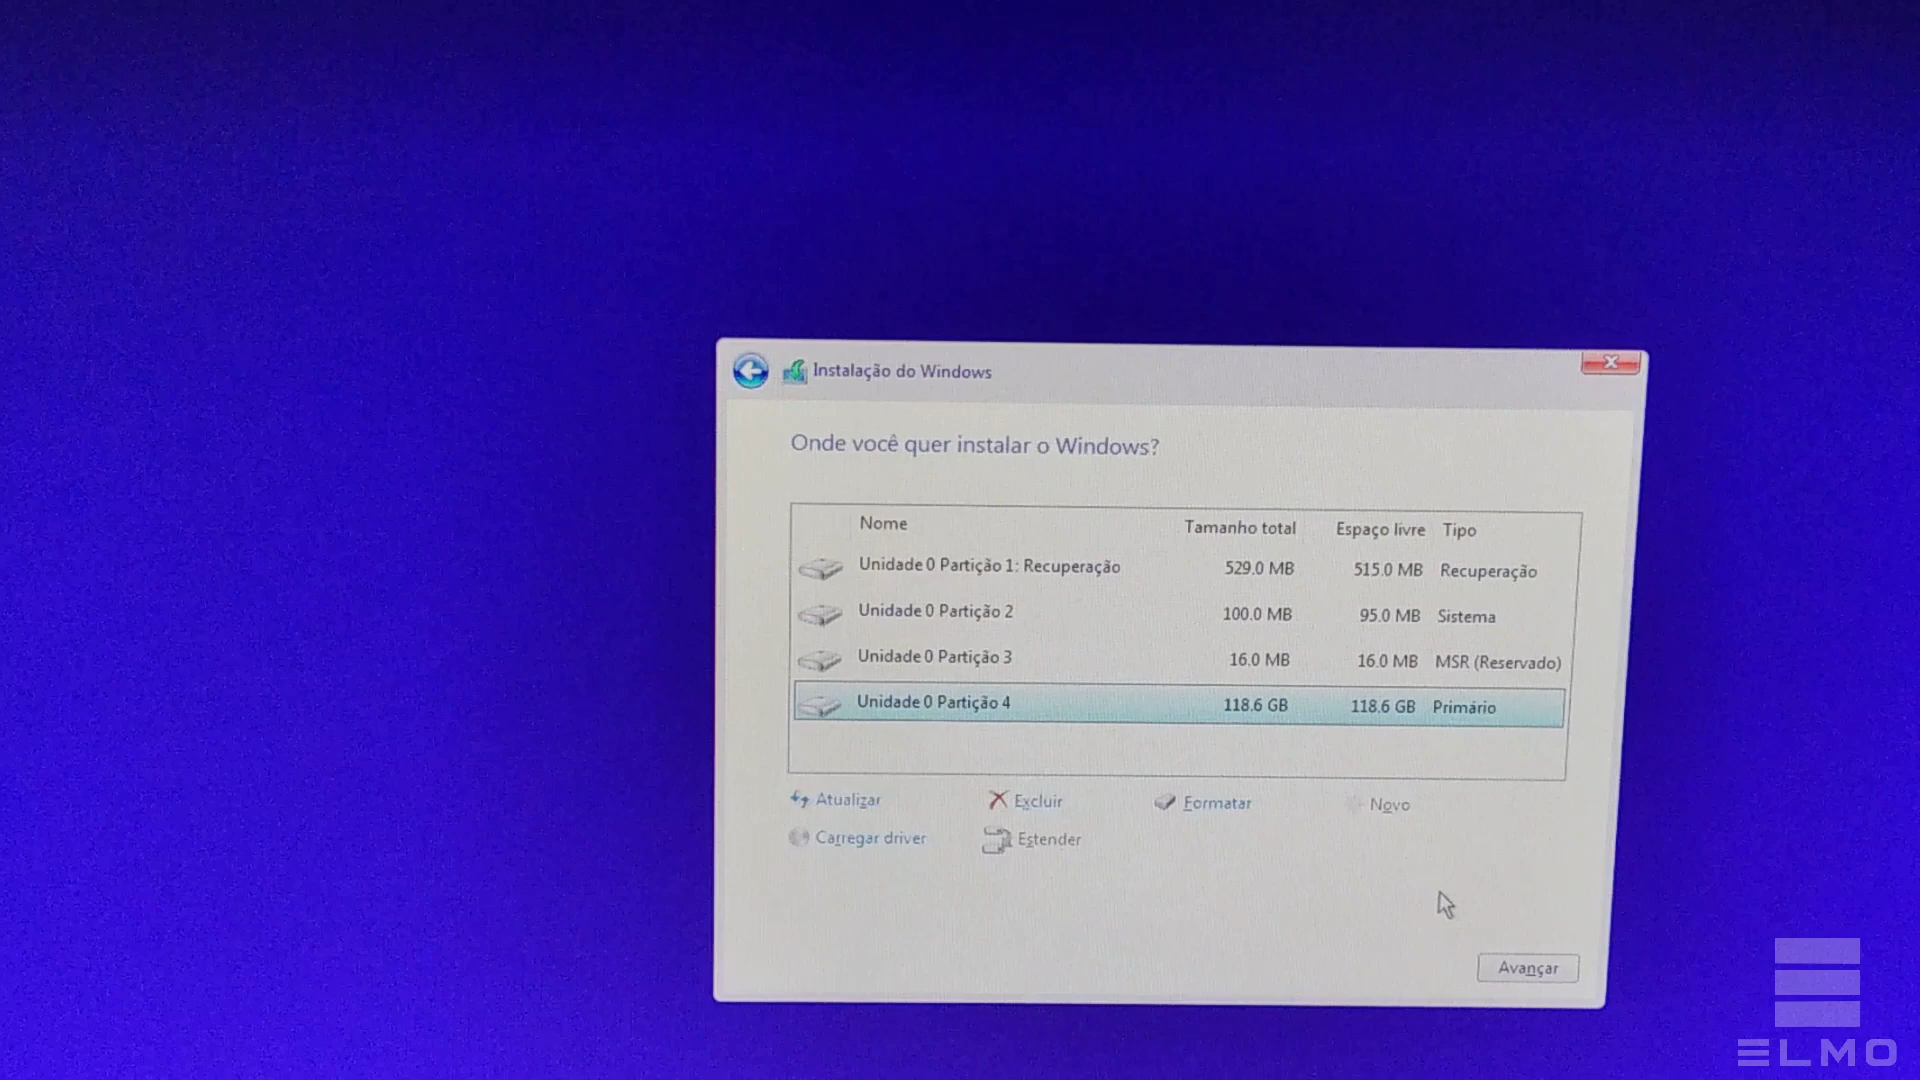 Instalação do Windows
Onde você quer instalar o Windows?
Nome Tamanho total Espaço livre Tipo
Unidade 0 Partição 1: Recuperação 529.0 MB 515.0 MB Recuperação
Unidade 0 Partição 2 100.0 MB 95.0 MB Sistema
Unidade 0 Partição 3 16.0 MB 16.0 MB MSR (Reservado)
Unidade 0 Partição 4 118.6 GB 118.6 GB Primário
Atualizar Excluir Formatar Novo
Carregar driver Estender
Avançar
ELMO